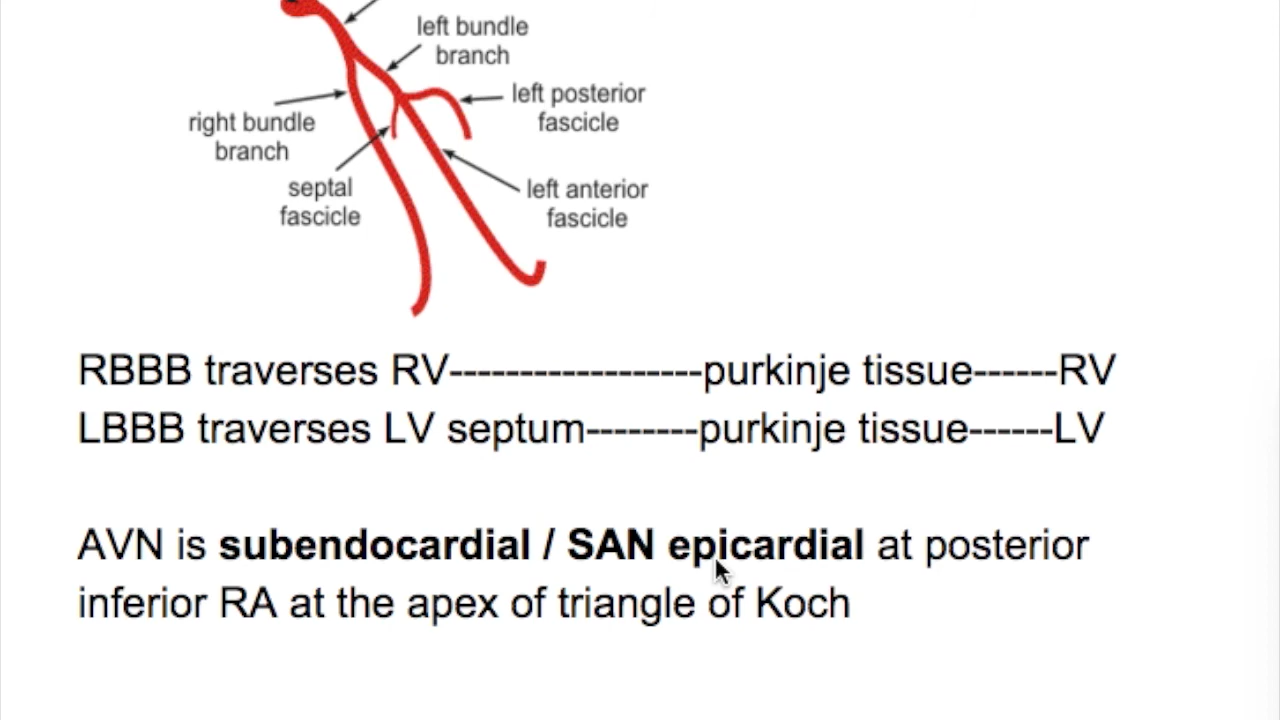 left bundle
branch
left posterior
fascicle
right bundle
branch
septal
fascicle
left anterior
fascicle
RBBB traverses RV------------------purkinje tissue------RV
LBBB traverses LV septum--------purkinje tissue------LV
AVN is subendocardial / SAN epicardial at posterior
inferior RA at the apex of triangle of Koch